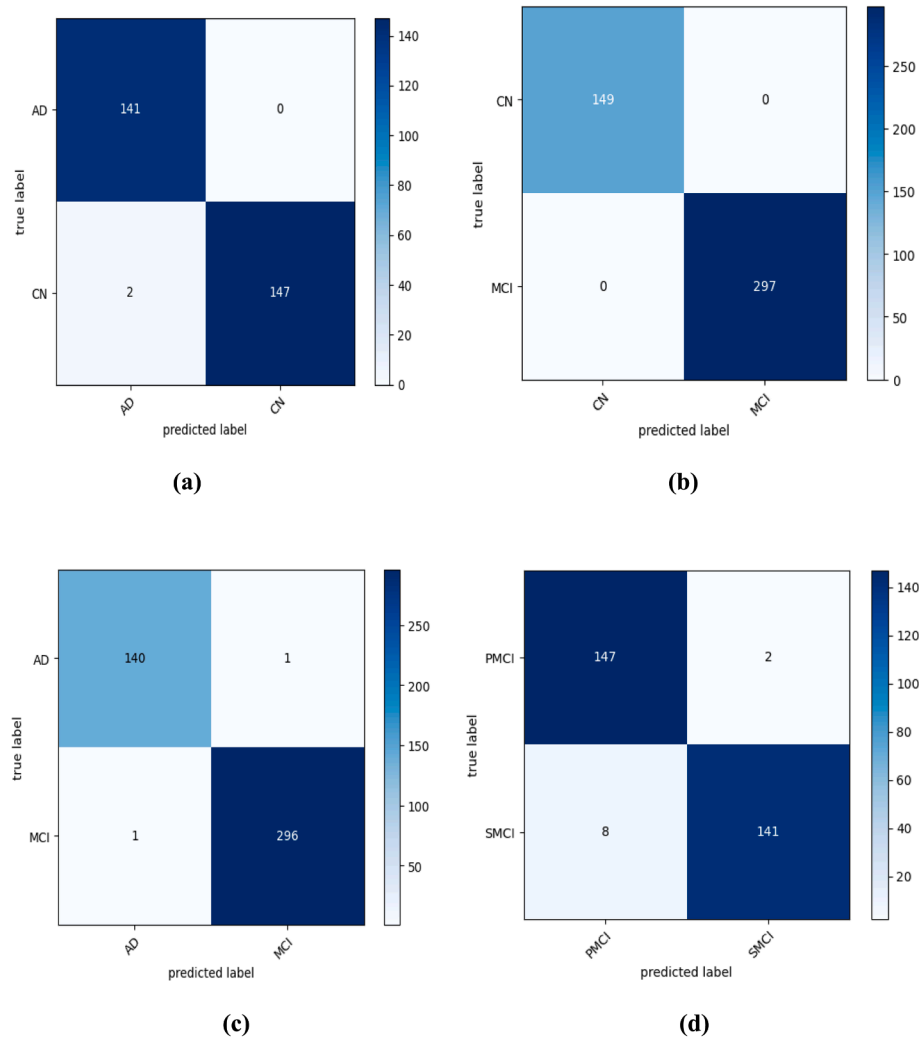 140
AD
141
0
120
100
true label
80
60
CN
2
147
40
20
0
AD
CN
predicted label
(a)
CN
149
0
250
200
true label
150
MCI
0
297
100
50
0
CN
MCI
predicted label
(b)
250
AD
140
1
200
true label
150
MCI
1
296
100
50
AD
MCI
predicted label
(c)
140
PMCI
147
2
120
100
true label
80
60
SMCI
8
141
40
20
PMCI
SMCI
predicted label
(d)